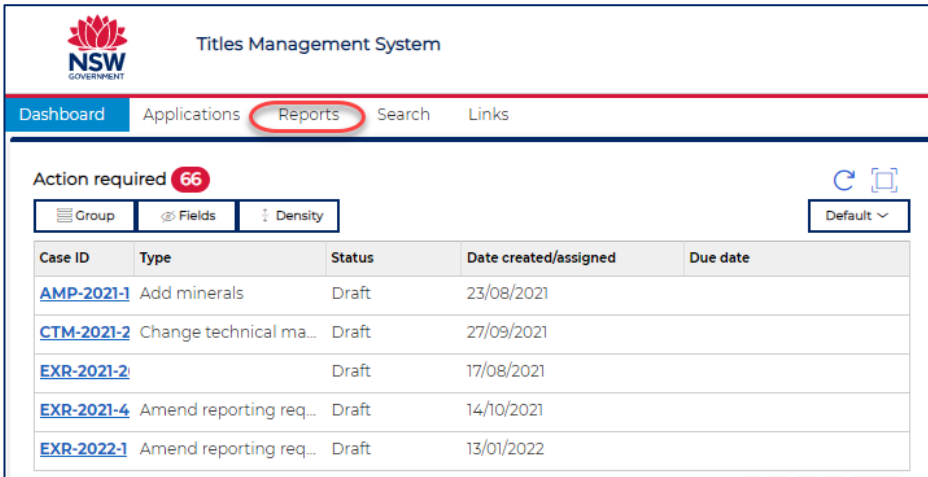 NSW
GOVERNMENT
Titles Management System
Dashboard Applications Reports Search Links
Action required 66
Group Fields Density Default
Case ID Type Status Date created/assigned Due date
AMP-2021-1 Add minerals Draft 23/08/2021
CTM-2021-2 Change technical ma... Draft 27/09/2021
EXR-2021-2 Draft 17/08/2021
EXR-2021-4 Amend reporting req... Draft 14/10/2021
EXR-2022-1 Amend reporting req... Draft 13/01/2022